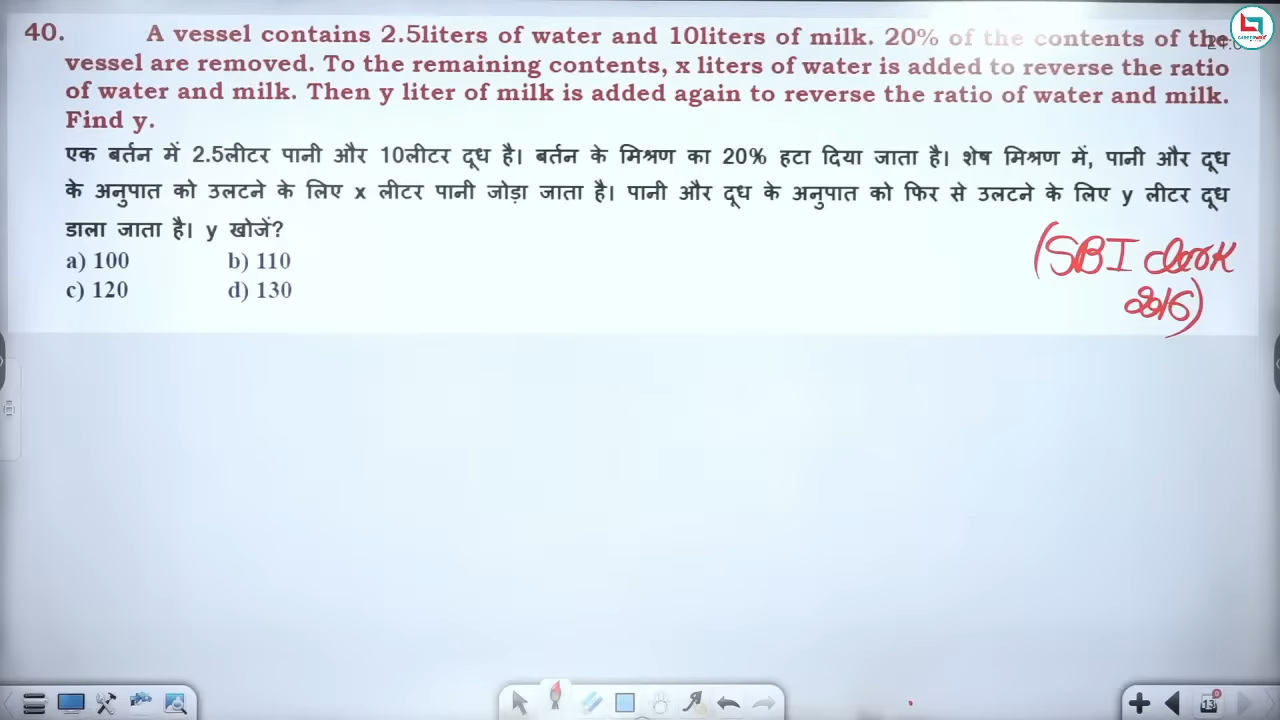 40. A vessel contains 2.5liters of water and 10liters of milk. 20% of the contents of the
vessel are removed. To the remaining contents, x liters of water is added to reverse the ratio
of water and milk. Then y liter of milk is added again to reverse the ratio of water and milk.
Find y.
एक बर्तन में 2.5लीटर पानी और 10लीटर दूध है। बर्तन के मिश्रण का 20% हटा दिया जाता है। शेष मिश्रण में, पानी और दूध
के अनुपात को उलटने के लिए x लीटर पानी जोड़ा जाता है। पानी और दूध के अनुपात को फिर से उलटने के लिए y लीटर दूध
डाला जाता है। y खोजें?
a) 100 b) 110
c) 120 d) 130
(SBI clerk
2016)
13